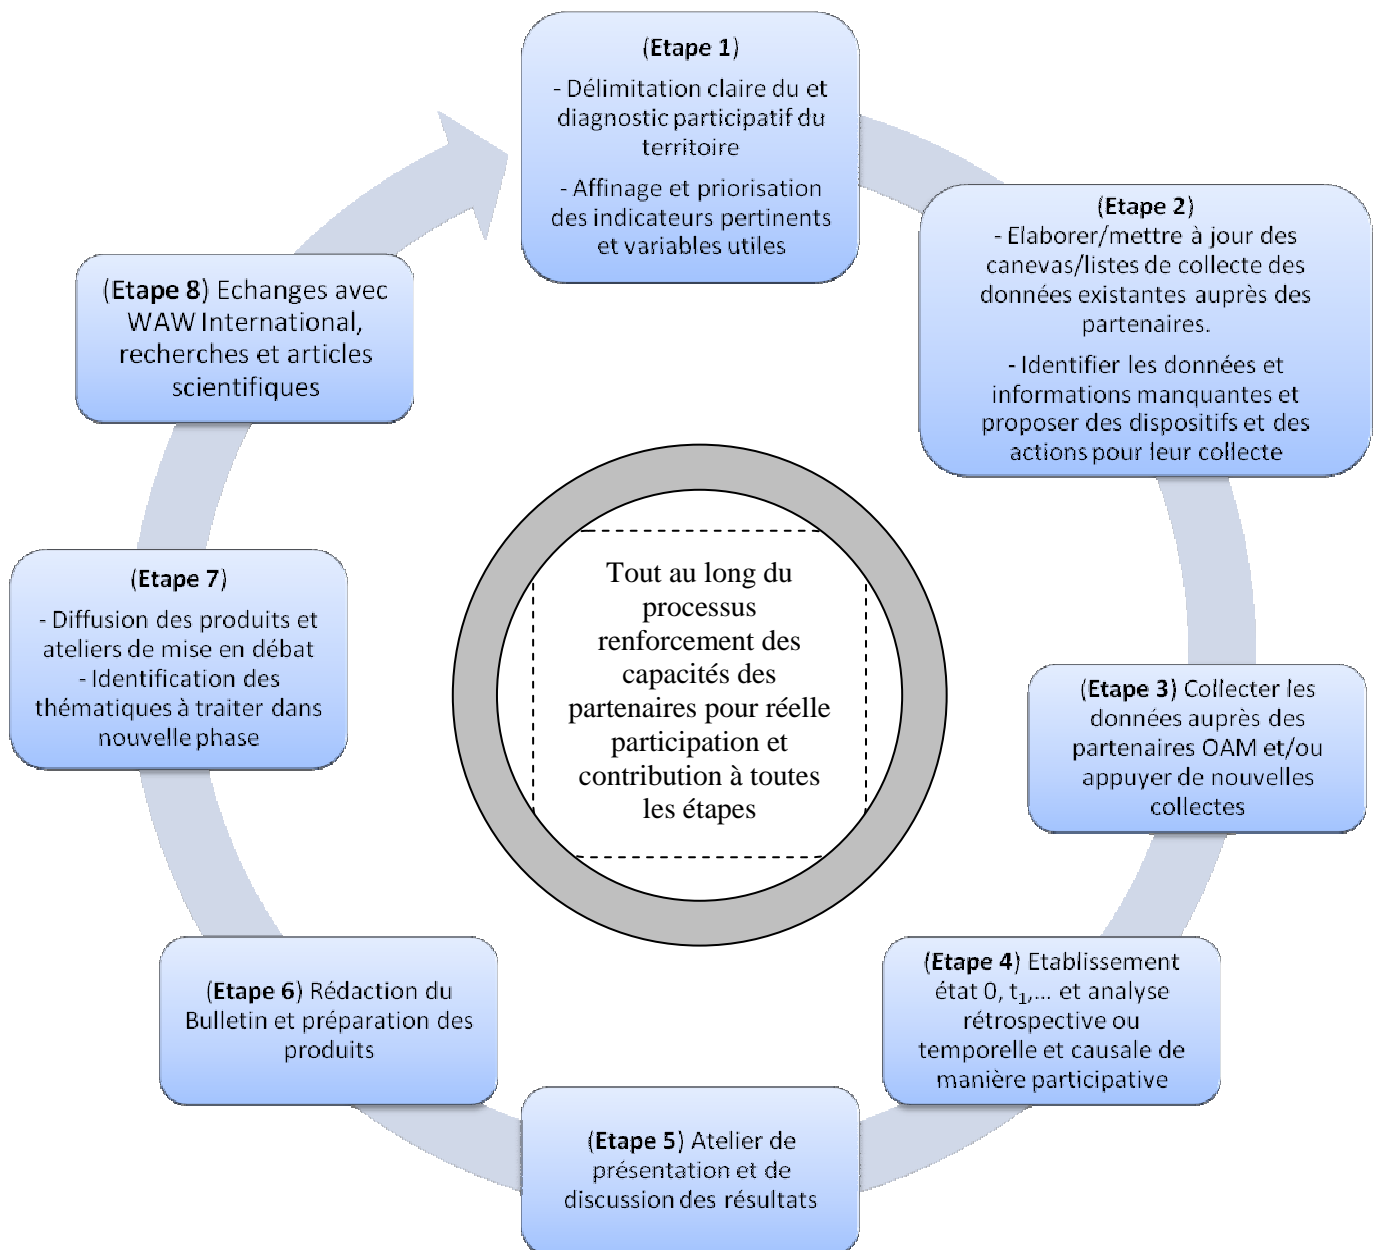 (Etape 1)
- Délimitation claire du et
diagnostic participatif du
territoire
- Affinage et priorisation
des indicateurs pertinents
et variables utiles
(Etape 2)
- Elaborer/mettre à jour des
canevas/listes de collecte des
données existantes auprès des
partenaires.
- Identifier les données et
informations manquantes et
proposer des dispositifs et des
actions pour leur collecte
(Etape 3) Collecter les
données auprès des
partenaires OAM et/ou
appuyer de nouvelles
collectes
(Etape 4) Etablissement
état 0, t₁,... et analyse
rétrospective ou
temporelle et causale de
manière participative
(Etape 5) Atelier de
présentation et de
discussion des résultats
(Etape 6) Rédaction du
Bulletin et préparation des
produits
(Etape 7)
- Diffusion des produits et
ateliers de mise en débat
- Identification des
thématiques à traiter dans
nouvelle phase
(Etape 8) Echanges avec
WAW International,
recherches et articles
scientifiques
Tout au long du
processus
renforcement des
capacités des
partenaires pour réelle
participation et
contribution à toutes
les étapes